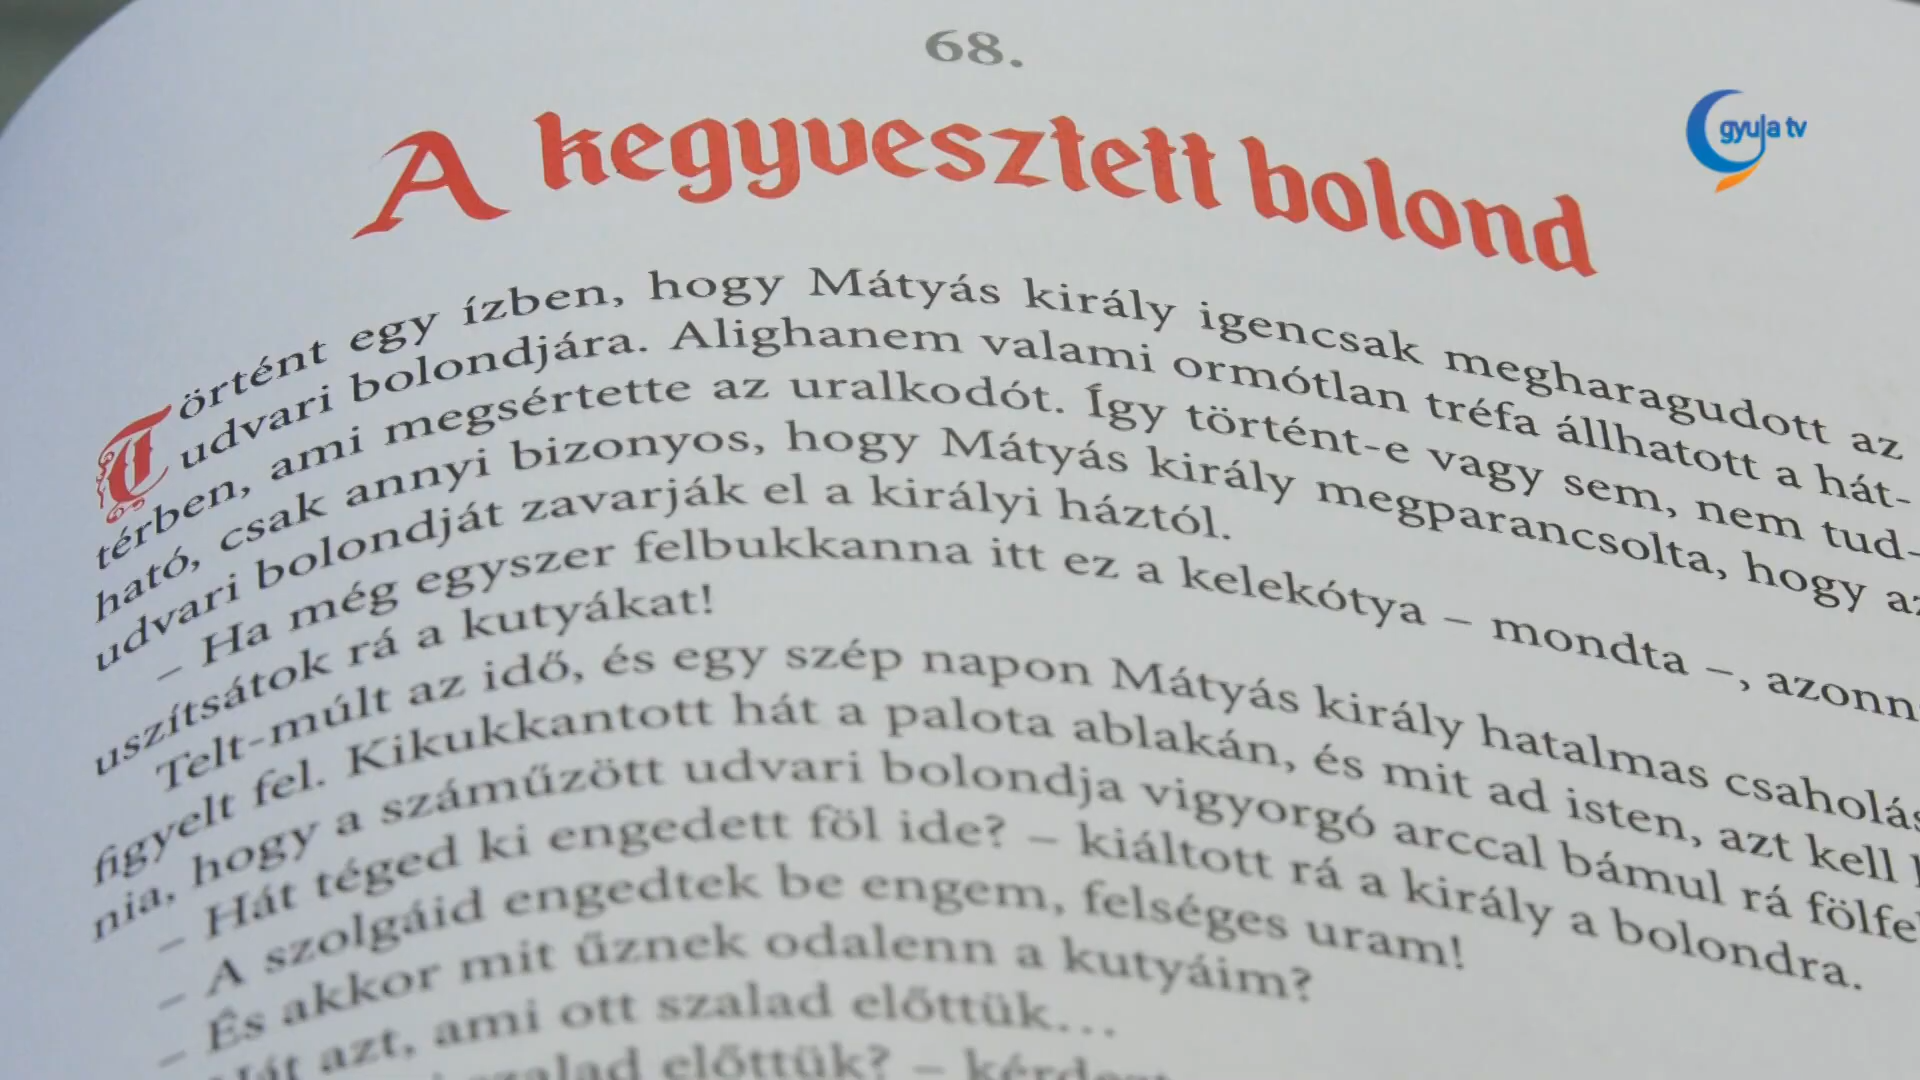 68.
gyula tv
A kegyvesztett bolond
Történt egy ízben, hogy Mátyás király igencsak megharagudott az
udvari bolondjára. Alighanem valami ormótlan tréfa állhatott a hát-
térben, ami megsértette az uralkodót. Így történt-e vagy sem, nem tud-
ható, csak annyi bizonyos, hogy Mátyás király megparancsolta, hogy az
udvari bolondját zavarják el a királyi háztól.
– Ha még egyszer felbukkanna itt ez a kelekótya – mondta –, azonn
uszítsátok rá a kutyákat!
Telt-múlt az idő, és egy szép napon Mátyás király hatalmas csaholás
figyelt fel. Kikukkantott hát a palota ablakán, és mit ad isten, azt kell
nia, hogy a száműzött udvari bolondja vigyorgó arccal bámul rá fölfe
– Hát téged ki engedett föl ide? – kiáltott rá a király a bolondra.
– A szolgáid engedtek be engem, felséges uram!
– És akkor mit űznek odalenn a kutyáim?
Hát azt, ami ott szalad előttük...
szalad előttük? –